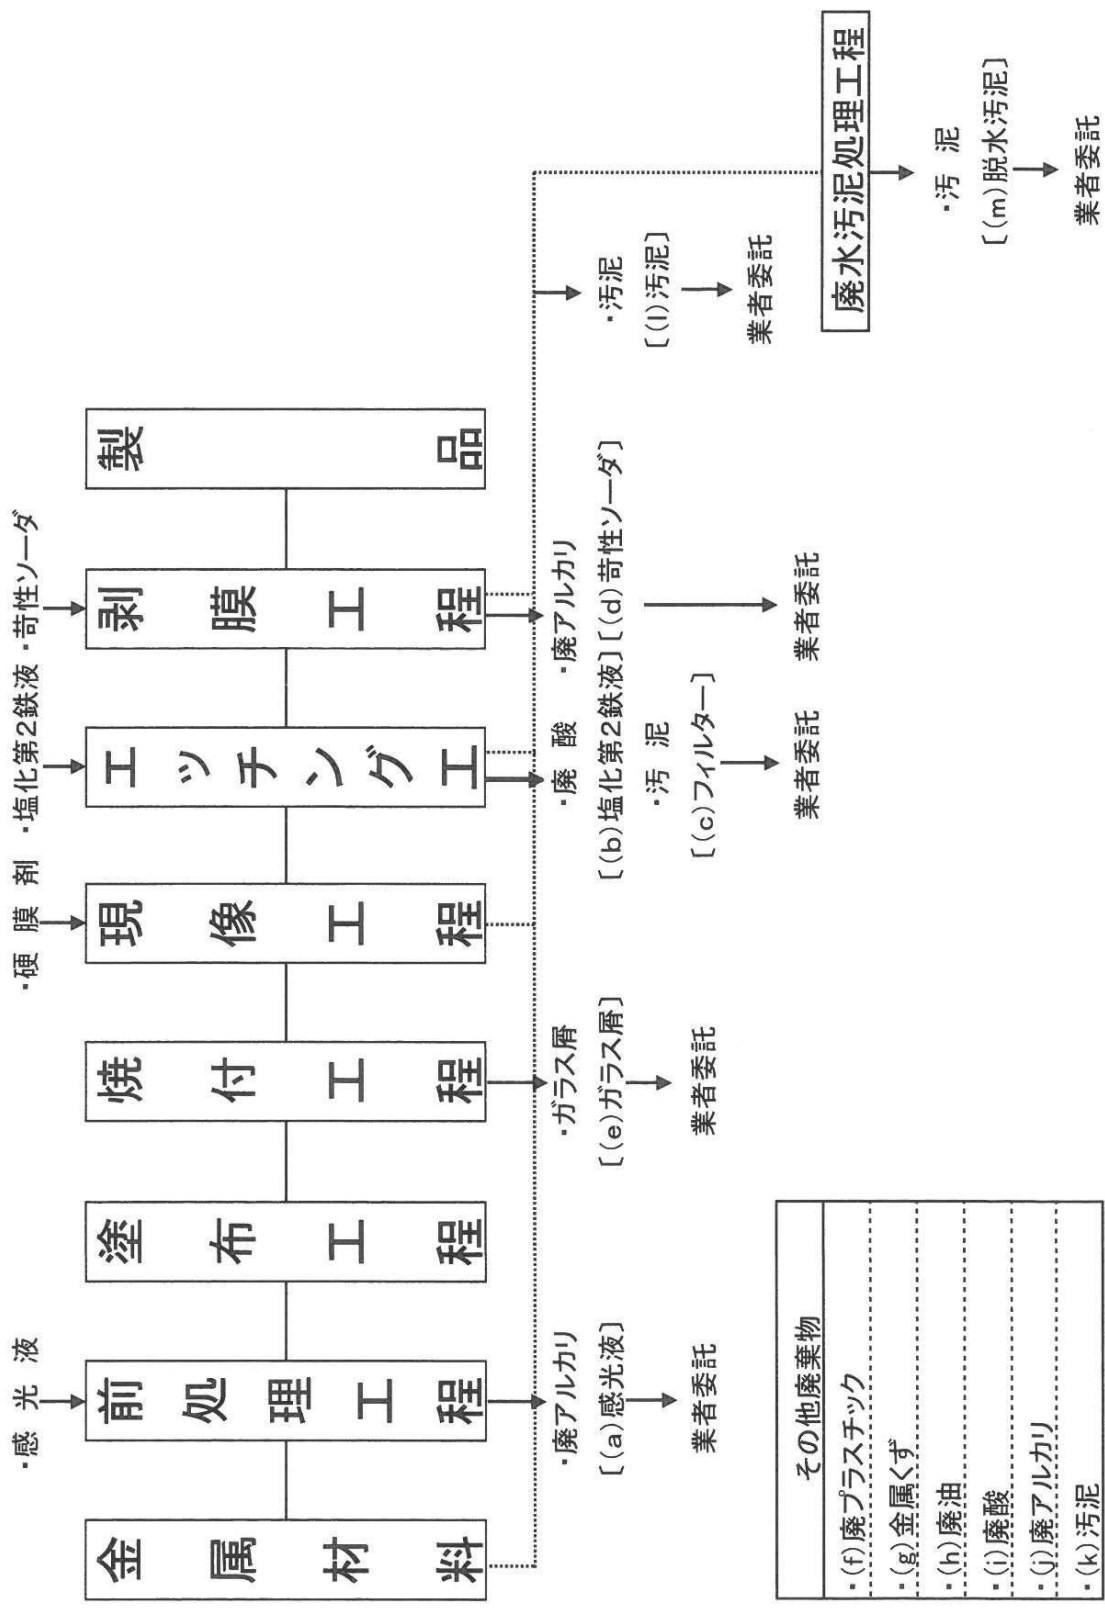 ・感光液
・硬膜剤
・塩化第2鉄液
・苛性ソーダ
金属材料
前処理工程
塗布工程
焼付工程
現像工程
エッチング工
剥膜工程
製品
・廃アルカリ
[(a)感光液]
業者委託
・ガラス屑
[(e)ガラス屑]
業者委託
・廃酸
[(b)塩化第2鉄液]
・汚泥
[(c)フィルター]
業者委託
・廃アルカリ
[(d)苛性ソーダ]
業者委託
・汚泥
[(l)汚泥]
業者委託
廃水汚泥処理工程
・汚泥
[(m)脱水汚泥]
業者委託
その他廃棄物
・(f)廃プラスチック
・(g)金属くず
・(h)廃油
・(i)廃酸
・(j)廃アルカリ
・(k)汚泥